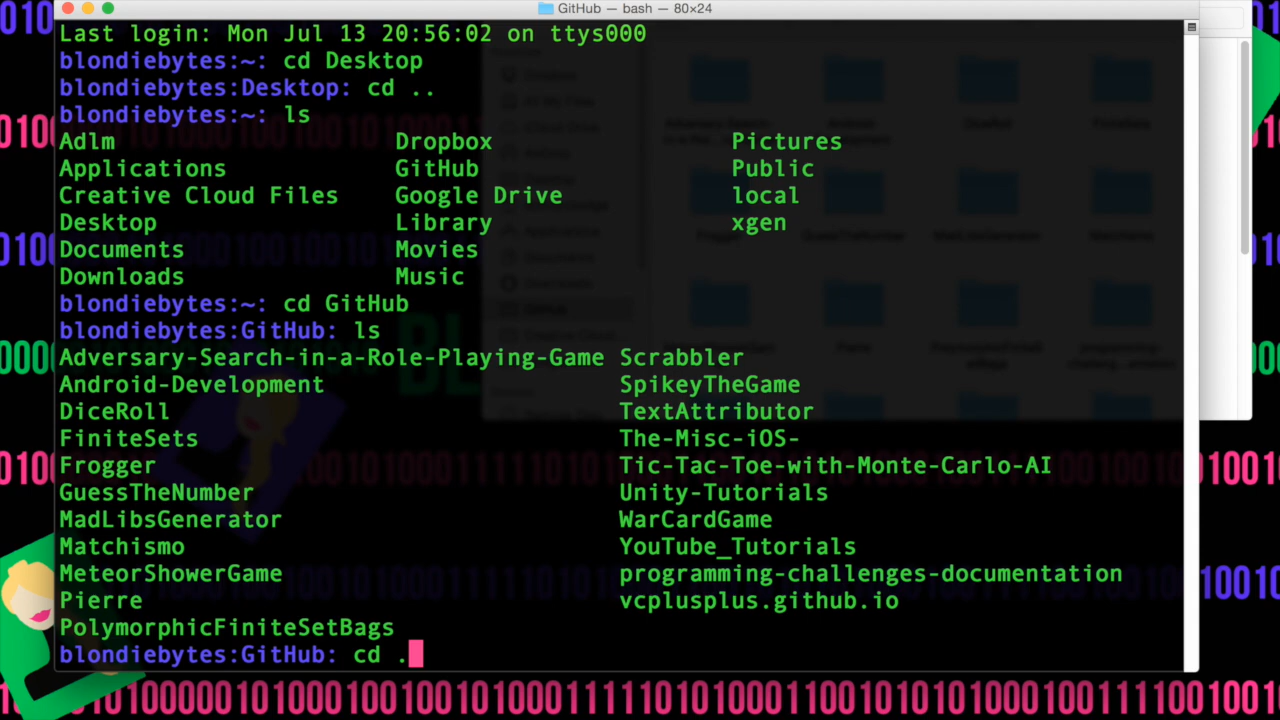 GitHub — bash — 80×24
Last login: Mon Jul 13 20:56:02 on ttys000
blondiebytes:~: cd Desktop
blondiebytes:Desktop: cd ..
blondiebytes:~: ls
Adlm Dropbox Pictures
Applications GitHub Public
Creative Cloud Files Google Drive local
Desktop Library xgen
Documents Movies
Downloads Music
blondiebytes:~: cd GitHub
blondiebytes:GitHub: ls
Adversary-Search-in-a-Role-Playing-Game Scrabbler
Android-Development SpikeyTheGame
DiceRoll TextAttributor
FiniteSets The-Misc-iOS-
Frogger Tic-Tac-Toe-with-Monte-Carlo-AI
GuessTheNumber Unity-Tutorials
MadLibsGenerator WarCardGame
Matchismo YouTube_Tutorials
MeteorShowerGame programming-challenges-documentation
Pierre vcplusplus.github.io
PolymorphicFiniteSetBags
blondiebytes:GitHub: cd .